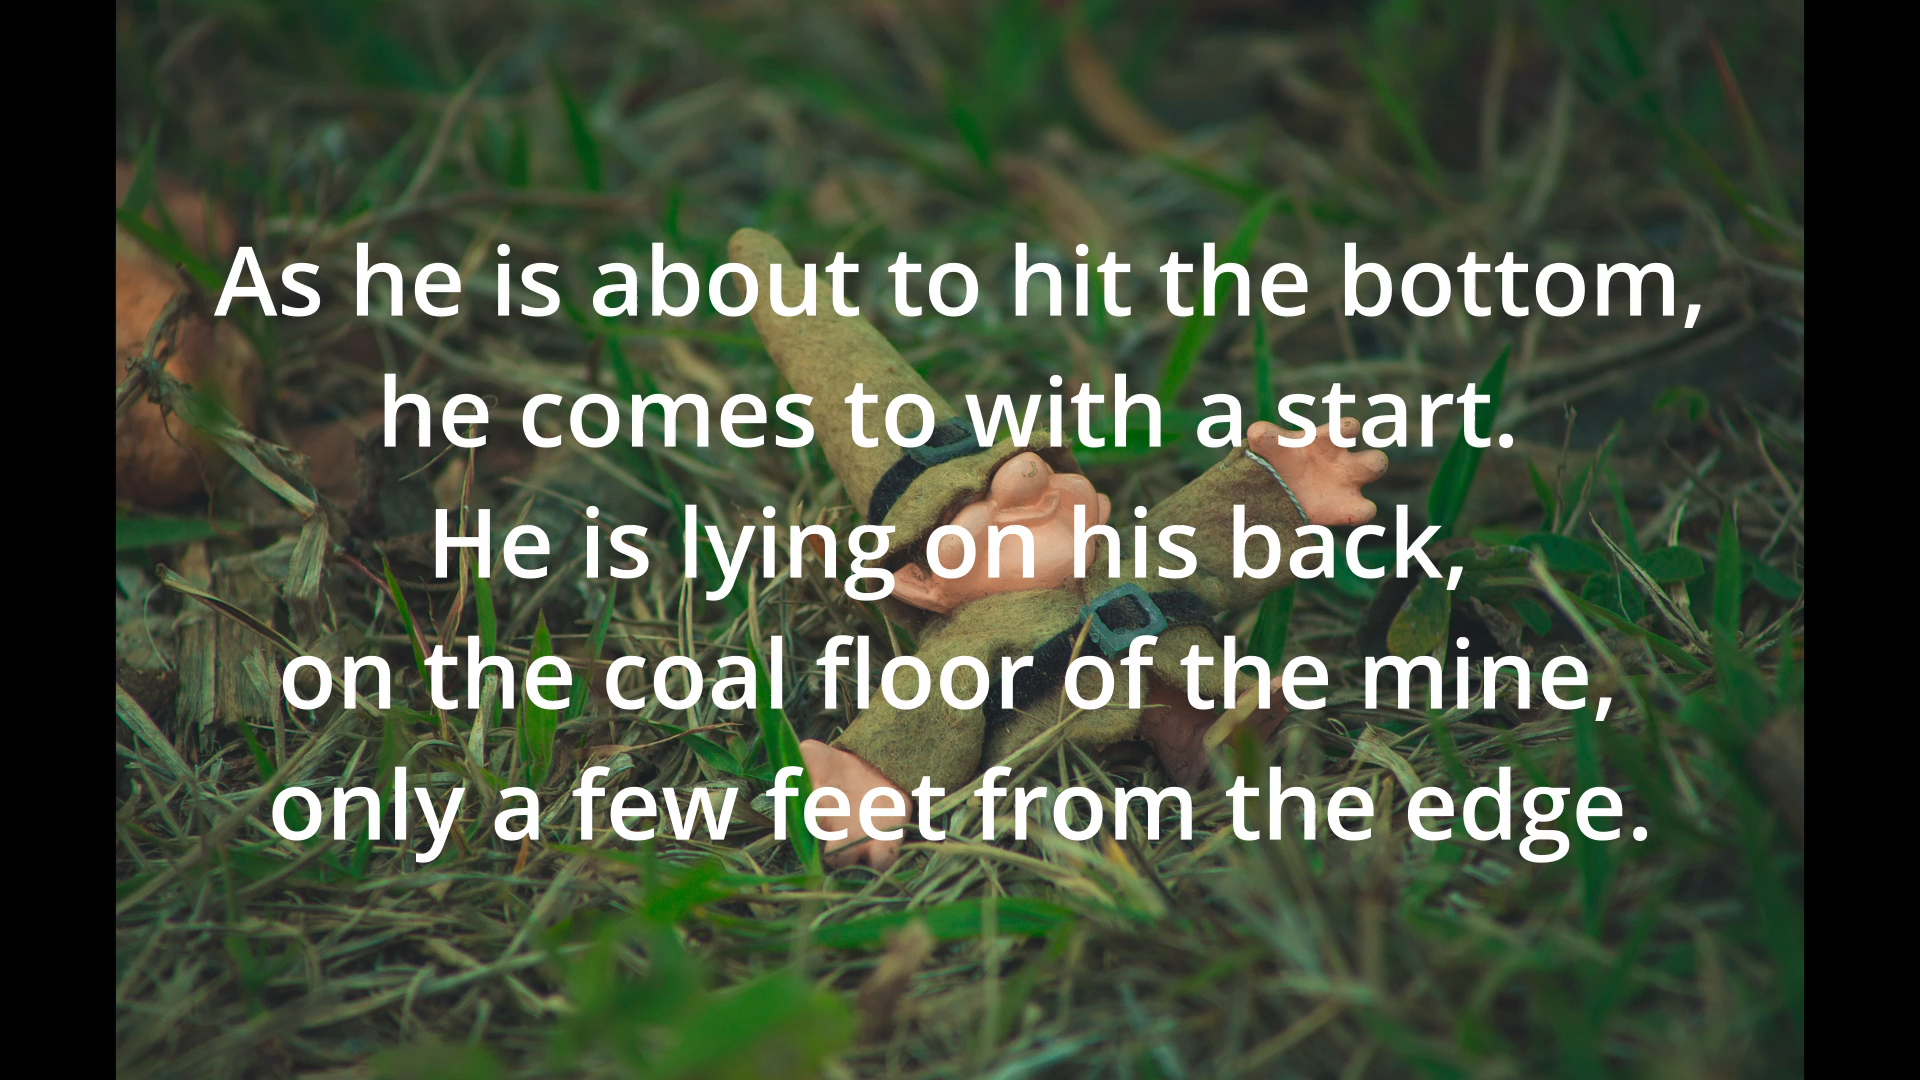 As he is about to hit the bottom,
he comes to with a start.
He is lying on his back,
on the coal floor of the mine,
only a few feet from the edge.